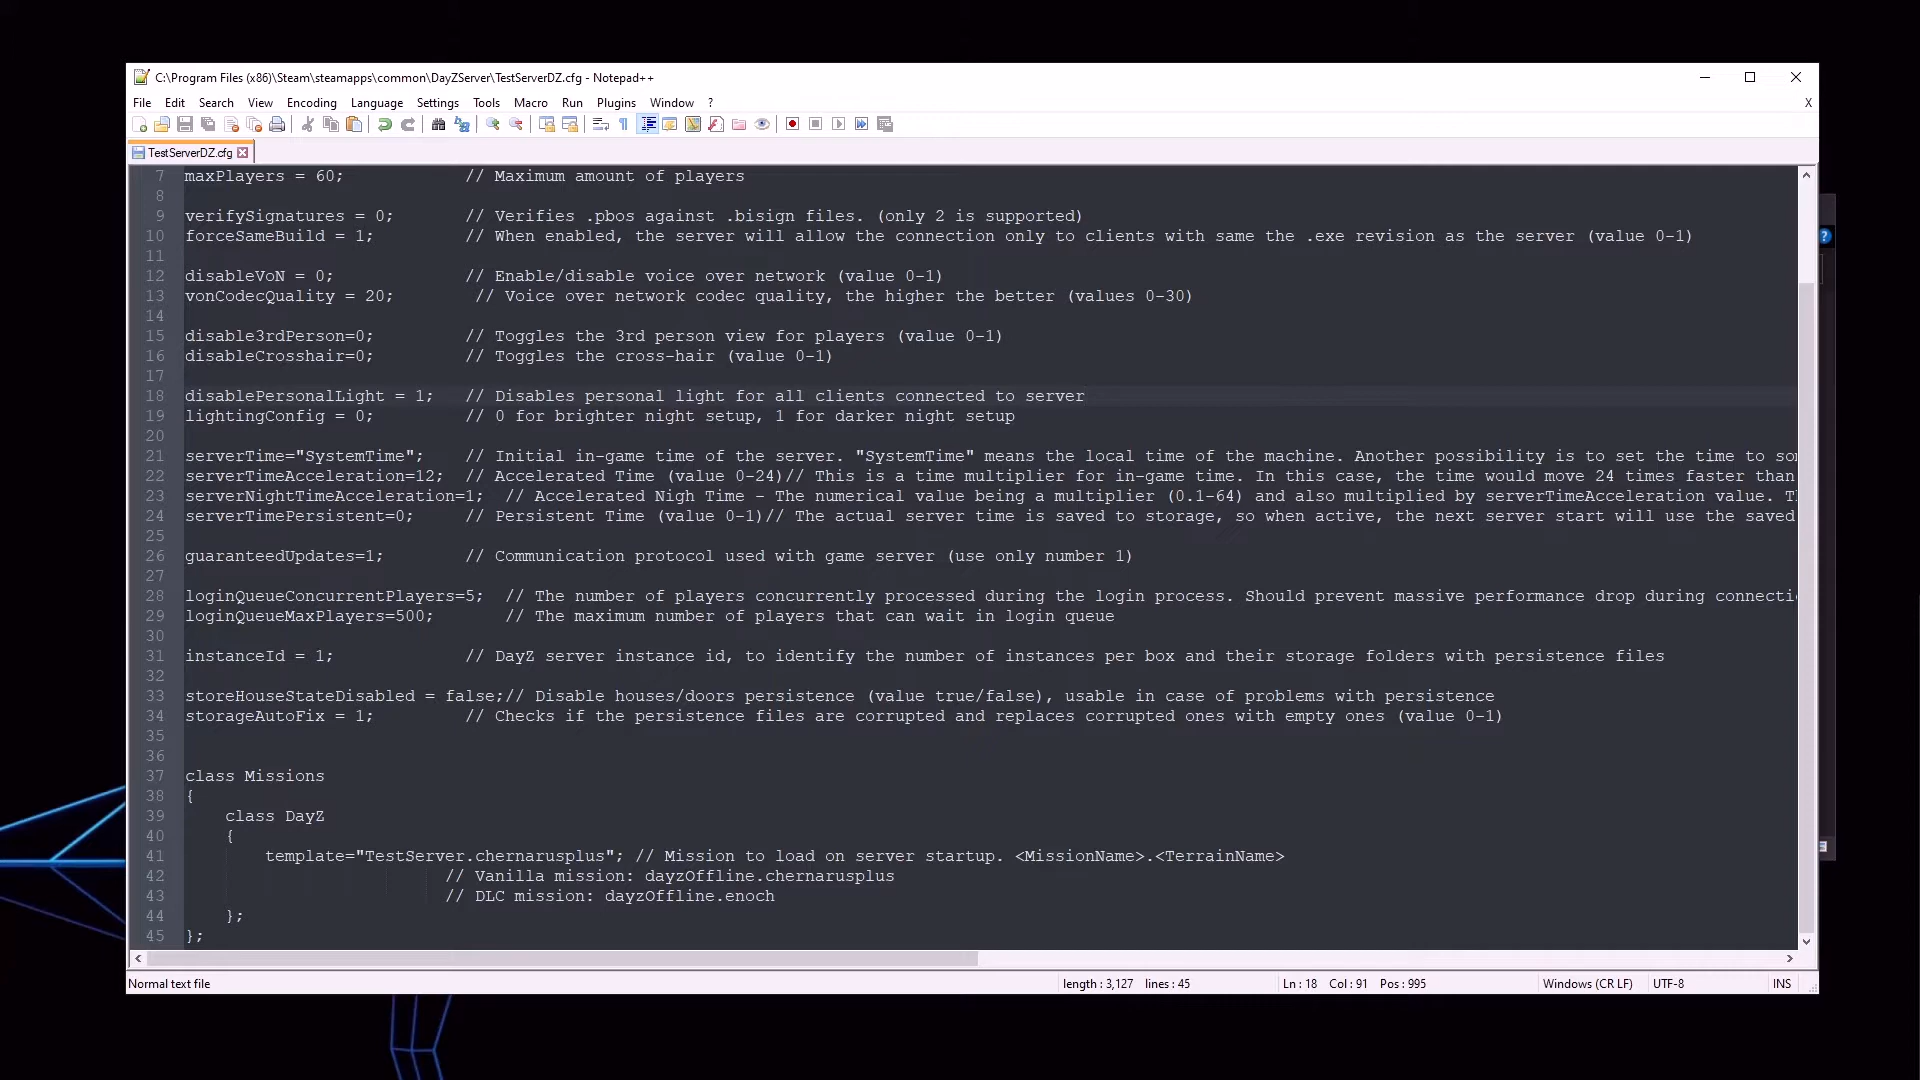 C:\Program Files (x86)\Steam\steamapps\common\DayZServer\TestServerDZ.cfg - Notepad++
File Edit Search View Encoding Language Settings Tools Macro Run Plugins Window ? X
TestServerDZ.cfg
7 maxPlayers = 60; // Maximum amount of players
8
9 verifySignatures = 0; // Verifies .pbos against .bisign files. (only 2 is supported)
10 forceSameBuild = 1; // When enabled, the server will allow the connection only to clients with same the .exe revision as the server (value 0-1)
11
12 disableVoN = 0; // Enable/disable voice over network (value 0-1)
13 vonCodecQuality = 20; // Voice over network codec quality, the higher the better (values 0-30)
14
15 disable3rdPerson=0; // Toggles the 3rd person view for players (value 0-1)
16 disableCrosshair=0; // Toggles the cross-hair (value 0-1)
17
18 disablePersonalLight = 1; // Disables personal light for all clients connected to server
19 lightingConfig = 0; // 0 for brighter night setup, 1 for darker night setup
20
21 serverTime="SystemTime"; // Initial in-game time of the server. "SystemTime" means the local time of the machine. Another possibility is to set the time to so
22 serverTimeAcceleration=12; // Accelerated Time (value 0-24)// This is a time multiplier for in-game time. In this case, the time would move 24 times faster than
23 serverNightTimeAcceleration=1; // Accelerated Nigh Time - The numerical value being a multiplier (0.1-64) and also multiplied by serverTimeAcceleration value. T
24 serverTimePersistent=0; // Persistent Time (value 0-1)// The actual server time is saved to storage, so when active, the next server start will use the saved
25
26 guaranteedUpdates=1; // Communication protocol used with game server (use only number 1)
27
28 loginQueueConcurrentPlayers=5; // The number of players concurrently processed during the login process. Should prevent massive performance drop during connecti
29 loginQueueMaxPlayers=500; // The maximum number of players that can wait in login queue
30
31 instanceId = 1; // DayZ server instance id, to identify the number of instances per box and their storage folders with persistence files
32
33 storeHouseStateDisabled = false;// Disable houses/doors persistence (value true/false), usable in case of problems with persistence
34 storageAutoFix = 1; // Checks if the persistence files are corrupted and replaces corrupted ones with empty ones (value 0-1)
35
36
37 class Missions
38 {
39 class DayZ
40 {
41 template="TestServer.chernarusplus"; // Mission to load on server startup. <MissionName>.<TerrainName>
42 // Vanilla mission: dayzOffline.chernarusplus
43 // DLC mission: dayzOffline.enoch
44 };
45 };
Normal text file length : 3,127 lines : 45 Ln : 18 Col : 91 Pos : 995 Windows (CR LF) UTF-8 INS